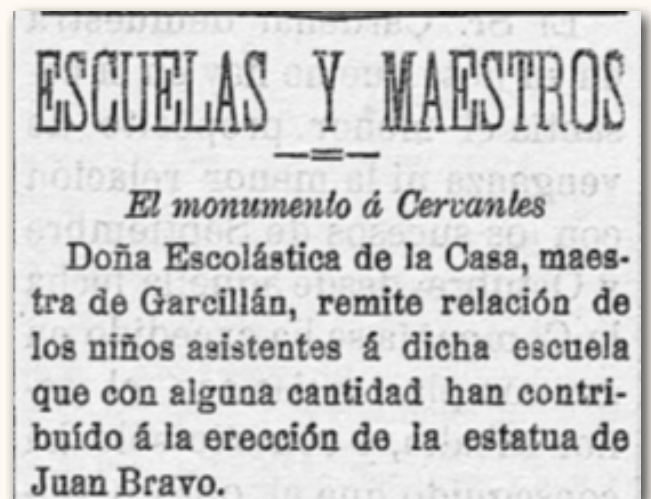 ESCUELAS Y MAESTROS
El monumento á Cervantes
Doña Escolástica de la Casa, maes-
tra de Garcillán, remite relación de
los niños asistentes á dicha escuela
que con alguna cantidad han contri-
buído á la erección de la estatua de
Juan Bravo.